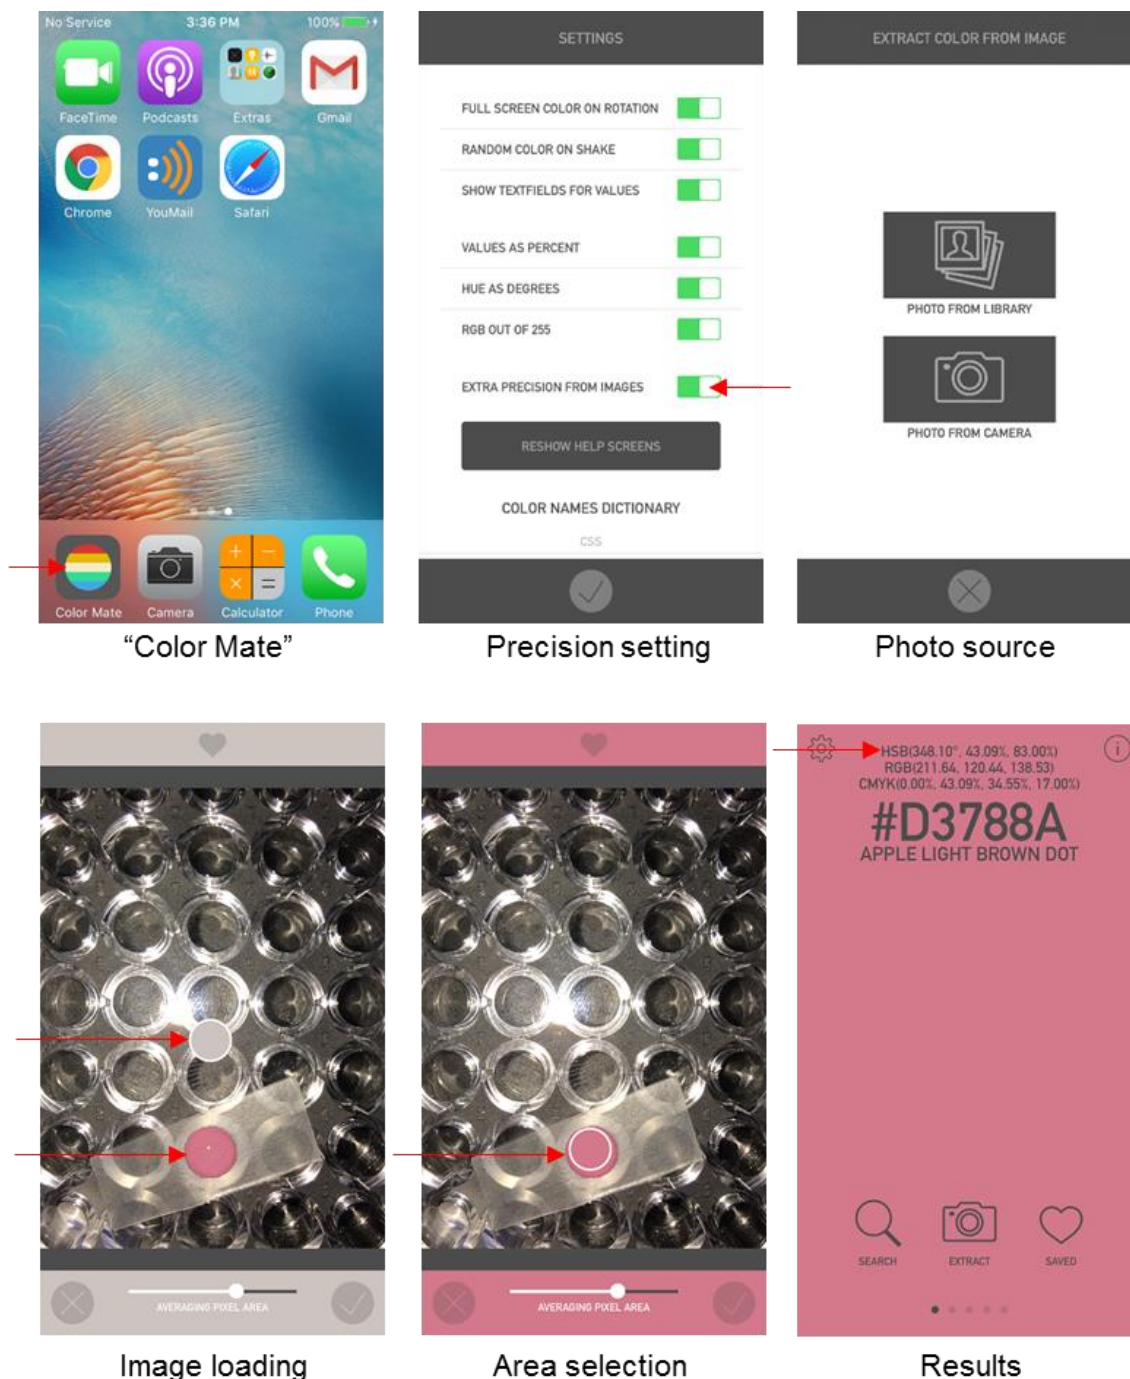 No Service 3:36 PM 100%
FaceTime Podcasts Extras Gmail
Chrome YouMail Safari
Color Mate Camera Calculator Phone
"Color Mate"
SETTINGS
FULL SCREEN COLOR ON ROTATION
RANDOM COLOR ON SHAKE
SHOW TEXTFIELDS FOR VALUES
VALUES AS PERCENT
HUE AS DEGREES
RGB OUT OF 255
EXTRA PRECISION FROM IMAGES
RESHOW HELP SCREENS
COLOR NAMES DICTIONARY
CSS
Precision setting
EXTRACT COLOR FROM IMAGE
PHOTO FROM LIBRARY
PHOTO FROM CAMERA
Photo source
AVERAGING PIXEL AREA
Image loading
AVERAGING PIXEL AREA
Area selection
HSB(348.10°, 43.09%, 83.00%)
RGB(211.64, 120.44, 138.53)
CMYK(0.00%, 43.09%, 34.55%, 17.00%)
#D3788A
APPLE LIGHT BROWN DOT
SEARCH EXTRACT SAVED
Results